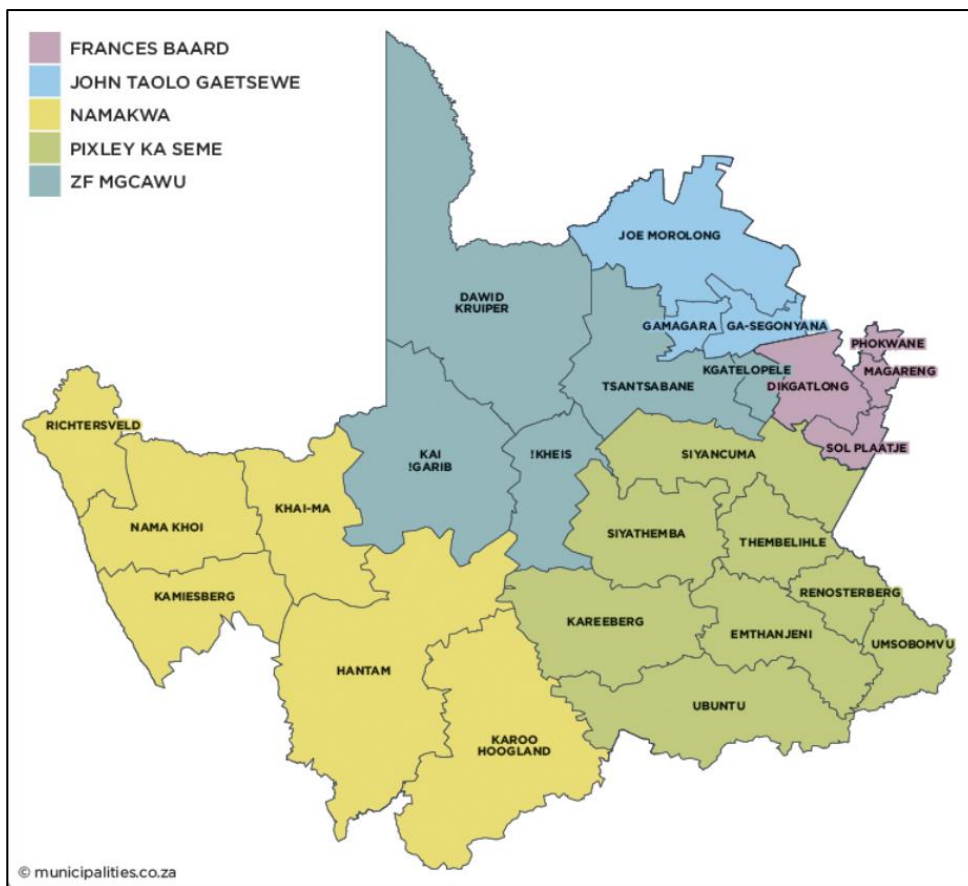 FRANCES BAARD
JOHN TAOLO GAETSEWE
NAMAKWA
PIXLEY KA SEME
ZF MGCAWU
JOE MOROLONG
DAWID
KRUIPER
GAMAGARA
GA-SEGONYANA
PHOKWANE
KGATELOPELE
MAGARENG
TSANTSABANE
DIKGATLONG
RICHTERSVELD
SOL PLAATJE
KAI
!GARIB
!KHEIS
SIYANCUMA
KHAI-MA
NAMA KHOI
SIYATHEMBA
THEMBELIHLE
KAMIESBERG
RENOSTERBERG
KAREEBERG
EMTHANJENI
UMSOBOMVU
HANTAM
UBUNTU
KAROO
HOOGLAND
© municipalities.co.za